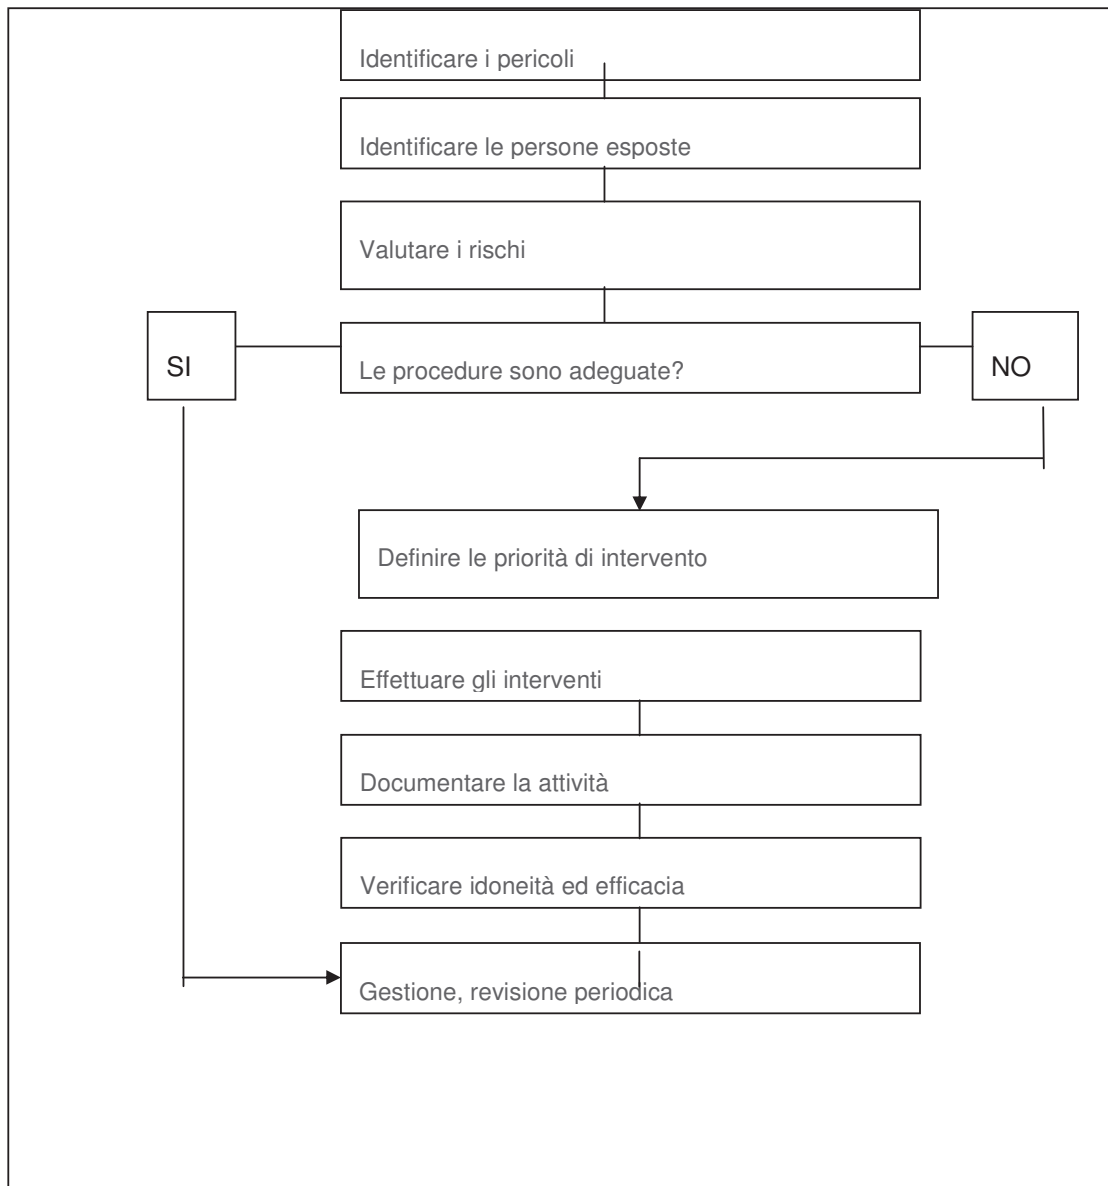 Identificare i pericoli
Identificare le persone esposte
Valutare i rischi
SI
Le procedure sono adeguate?
NO
Definire le priorità di intervento
Effettuare gli interventi
Documentare la attività
Verificare idoneità ed efficacia
Gestione, revisione periodica